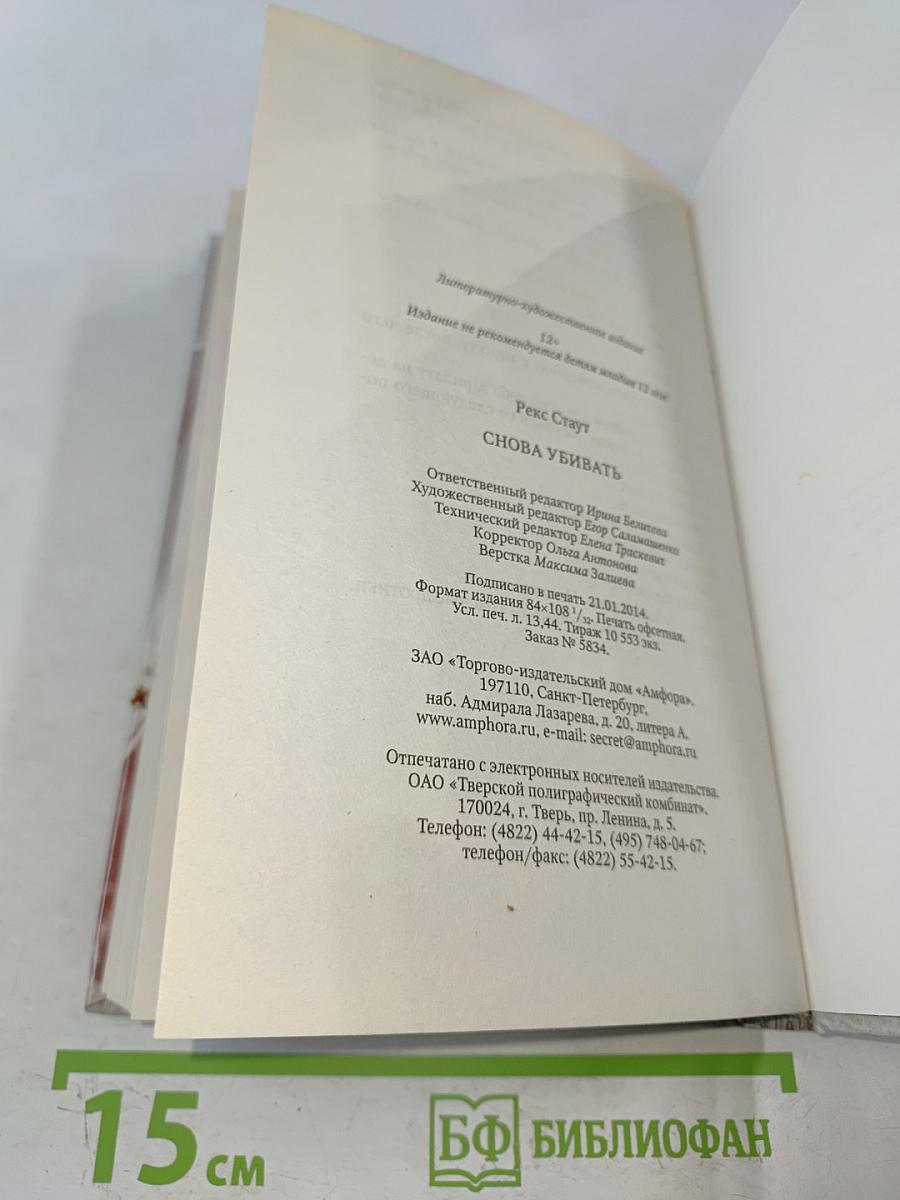 Литературно-художественное издание
12+
Издание не рекомендуется детям младше 12 лет
Рекс Стаут
СНОВА УБИВАТЬ
Ответственный редактор Ирина Беличева
Художественный редактор Егор Саламашенко
Технический редактор Елена Траскевич
Корректор Ольга Антонова
Верстка Максима Залиева
Подписано в печать 21.01.2014.
Формат издания 84×108 1/32. Печать офсетная.
Усл. печ. л. 13,44. Тираж 10 553 экз.
Заказ № 5834.
ЗАО «Торгово-издательский дом «Амфора».
197110, Санкт-Петербург,
наб. Адмирала Лазарева, д. 20, литера А.
www.amphora.ru, e-mail: secret@amphora.ru
Отпечатано с электронных носителей издательства.
ОАО «Тверской полиграфический комбинат».
170024, г. Тверь, пр. Ленина, д. 5.
Телефон: (4822) 44-42-15, (495) 748-04-67;
телефон/факс: (4822) 55-42-15.
15 см
БФ БИБЛИОФАН